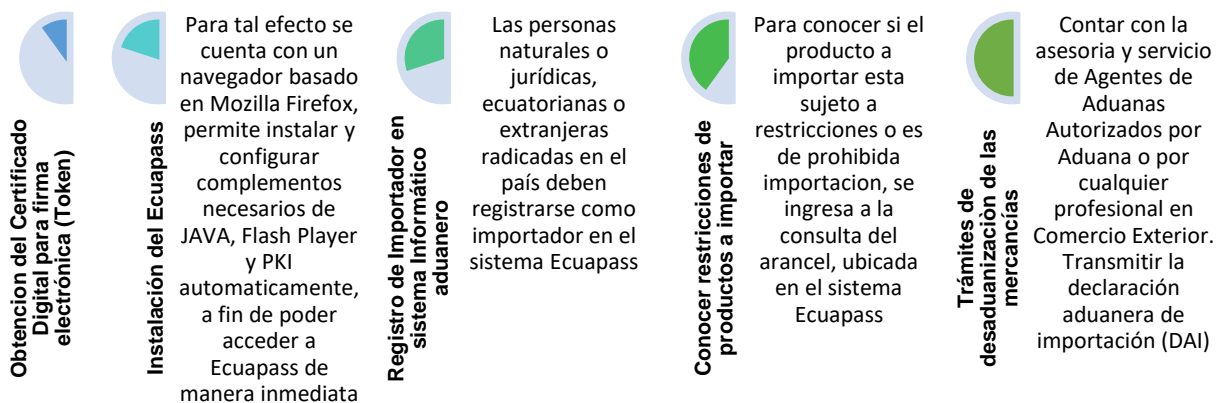 Obtencion del Certificado
Digital para firma
electrónica (Token)
Instalación del Ecuapass
Para tal efecto se
cuenta con un
navegador basado
en Mozilla Firefox,
permite instalar y
configurar
complementos
necesarios de
JAVA, Flash Player
y PKI
automaticamente,
a fin de poder
acceder a
Ecuapass de
manera inmediata
Registro de Importador en
sistema Informático
aduanero
Las personas
naturales o
jurídicas,
ecuatorianas o
extranjeras
radicadas en el
país deben
registrarse como
importador en el
sistema Ecuapass
Conocer restricciones de
productos a importar
Para conocer si el
producto a
importar esta
sujeto a
restricciones o es
de prohibida
importacion, se
ingresa a la
consulta del
arancel, ubicada
en el sistema
Ecuapass
Trámites de
desaduanizaciòn de las
mercancías
Contar con la
asesoria y servicio
de Agentes de
Aduanas
Autorizados por
Aduana o por
cualquier
profesional en
Comercio Exterior.
Transmitir la
declaración
aduanera de
importación (DAI)